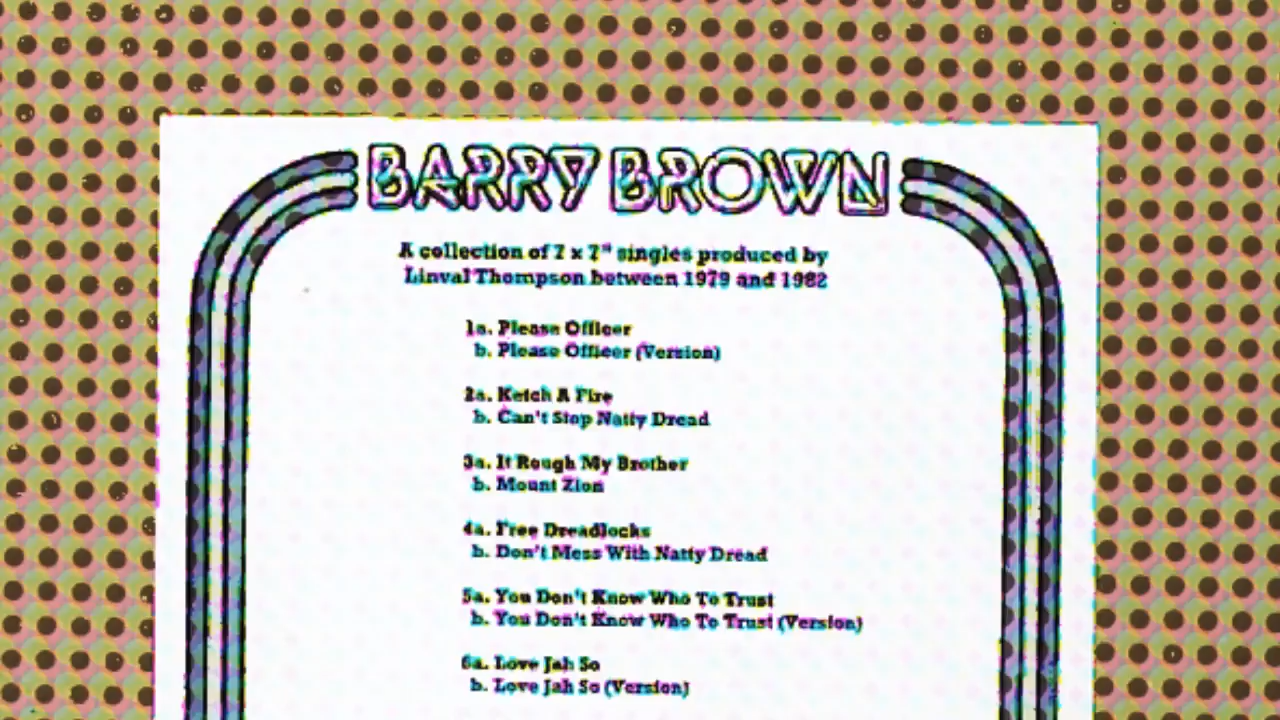 BARRY BROWN
A collection of 7 x 7" singles produced by
Linval Thompson between 1979 and 1982
1a. Please Officer
b. Please Officer (Version)
2a. Ketch A Fire
b. Can't Stop Natty Dread
3a. It Rough My Brother
b. Mount Zion
4a. Free Dreadlocks
b. Don't Mess With Natty Dread
5a. You Don't Know Who To Trust
b. You Don't Know Who To Trust (Version)
6a. Love Jah So
b. Love Jah So (Version)